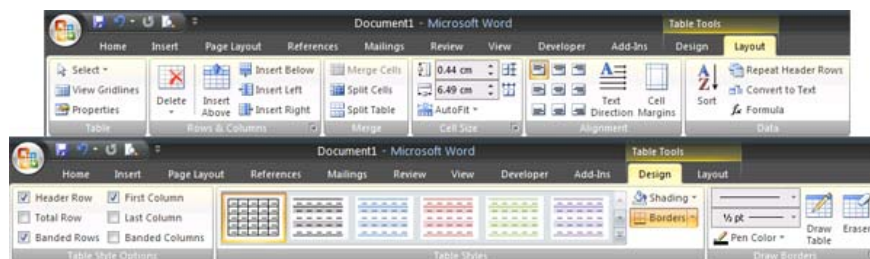 Document1 - Microsoft Word Table Tools
Home Insert Page Layout References Mailings Review View Developer Add-Ins Design Layout
Select Insert Below Merge Cells 0.44 cm Repeat Header Rows
View Gridlines Delete Insert Above Insert Left Split Cells 6.49 cm Text Direction Cell Margins Sort Convert to Text
Properties Insert Right Split Table AutoFit Formula
Table Rows & Columns Merge Cell Size Alignment Data
Document1 - Microsoft Word Table Tools
Home Insert Page Layout References Mailings Review View Developer Add-Ins Design Layout
Header Row First Column Shading
Total Row Last Column Borders ½ pt Draw Table Eraser
Banded Rows Banded Columns Pen Color
Table Style Options Table Styles Draw Borders